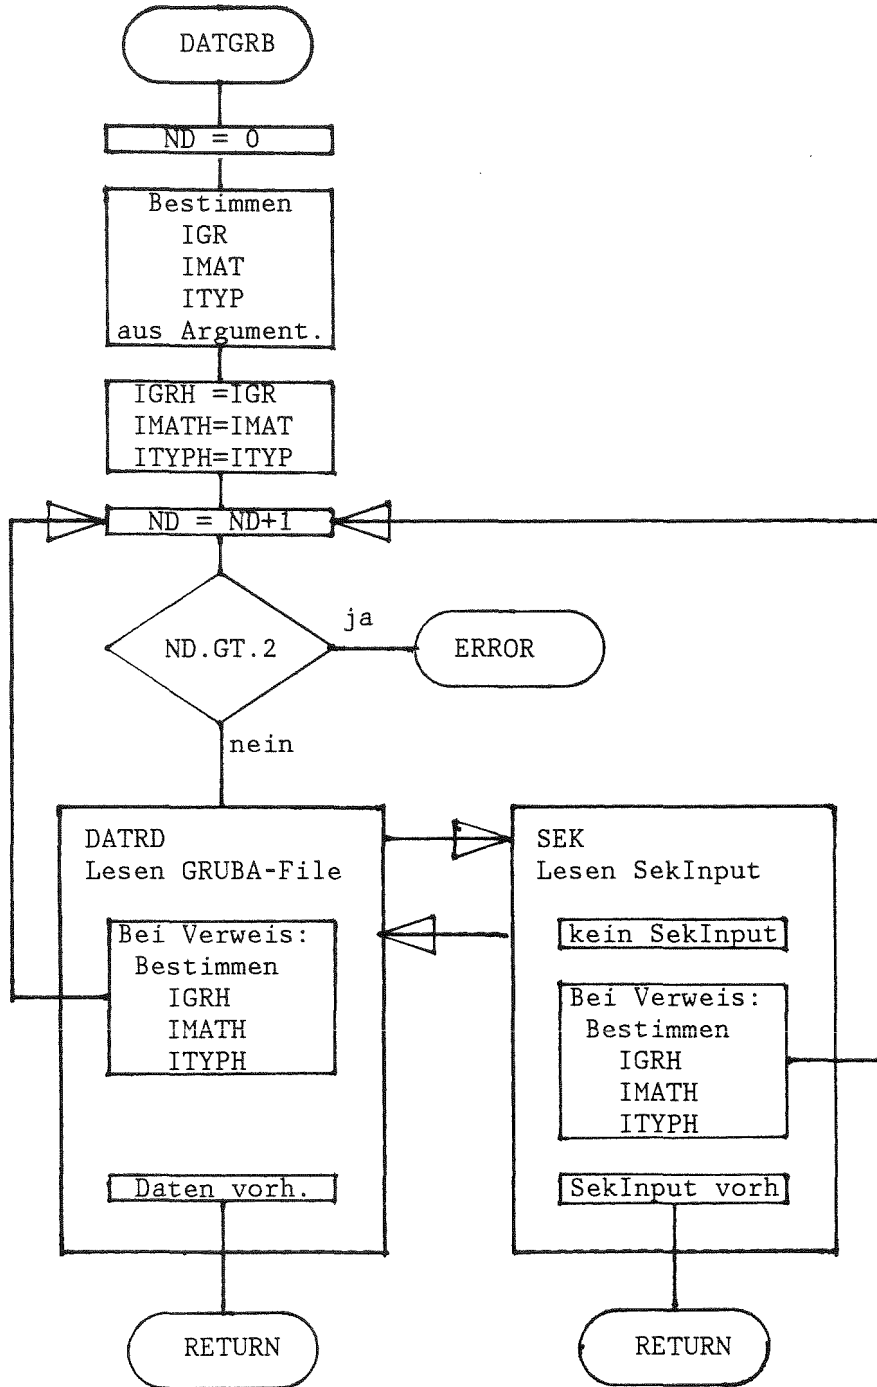 DATGRB
ND = 0
Bestimmen
IGR
IMAT
ITYP
aus Argument.
IGRH =IGR
IMATH=IMAT
ITYPH=ITYP
ND = ND+1
ja
ND.GT.2
ERROR
nein
DATRD
Lesen GRUBA-File
Bei Verweis:
Bestimmen
IGRH
IMATH
ITYPH
Daten vorh.
RETURN
SEK
Lesen SekInput
kein SekInput
Bei Verweis:
Bestimmen
IGRH
IMATH
ITYPH
SekInput vorh
RETURN